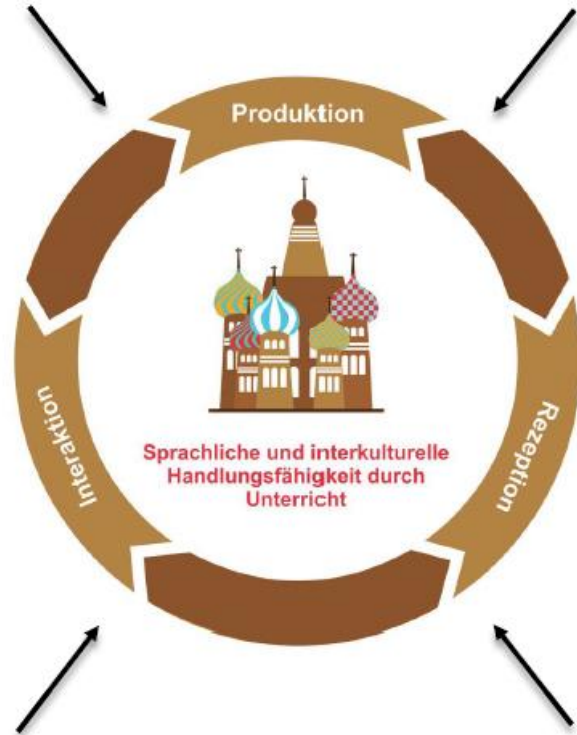 Produktion
Interaktion
Rezeption
Sprachliche und interkulturelle
Handlungsfähigkeit durch
Unterricht